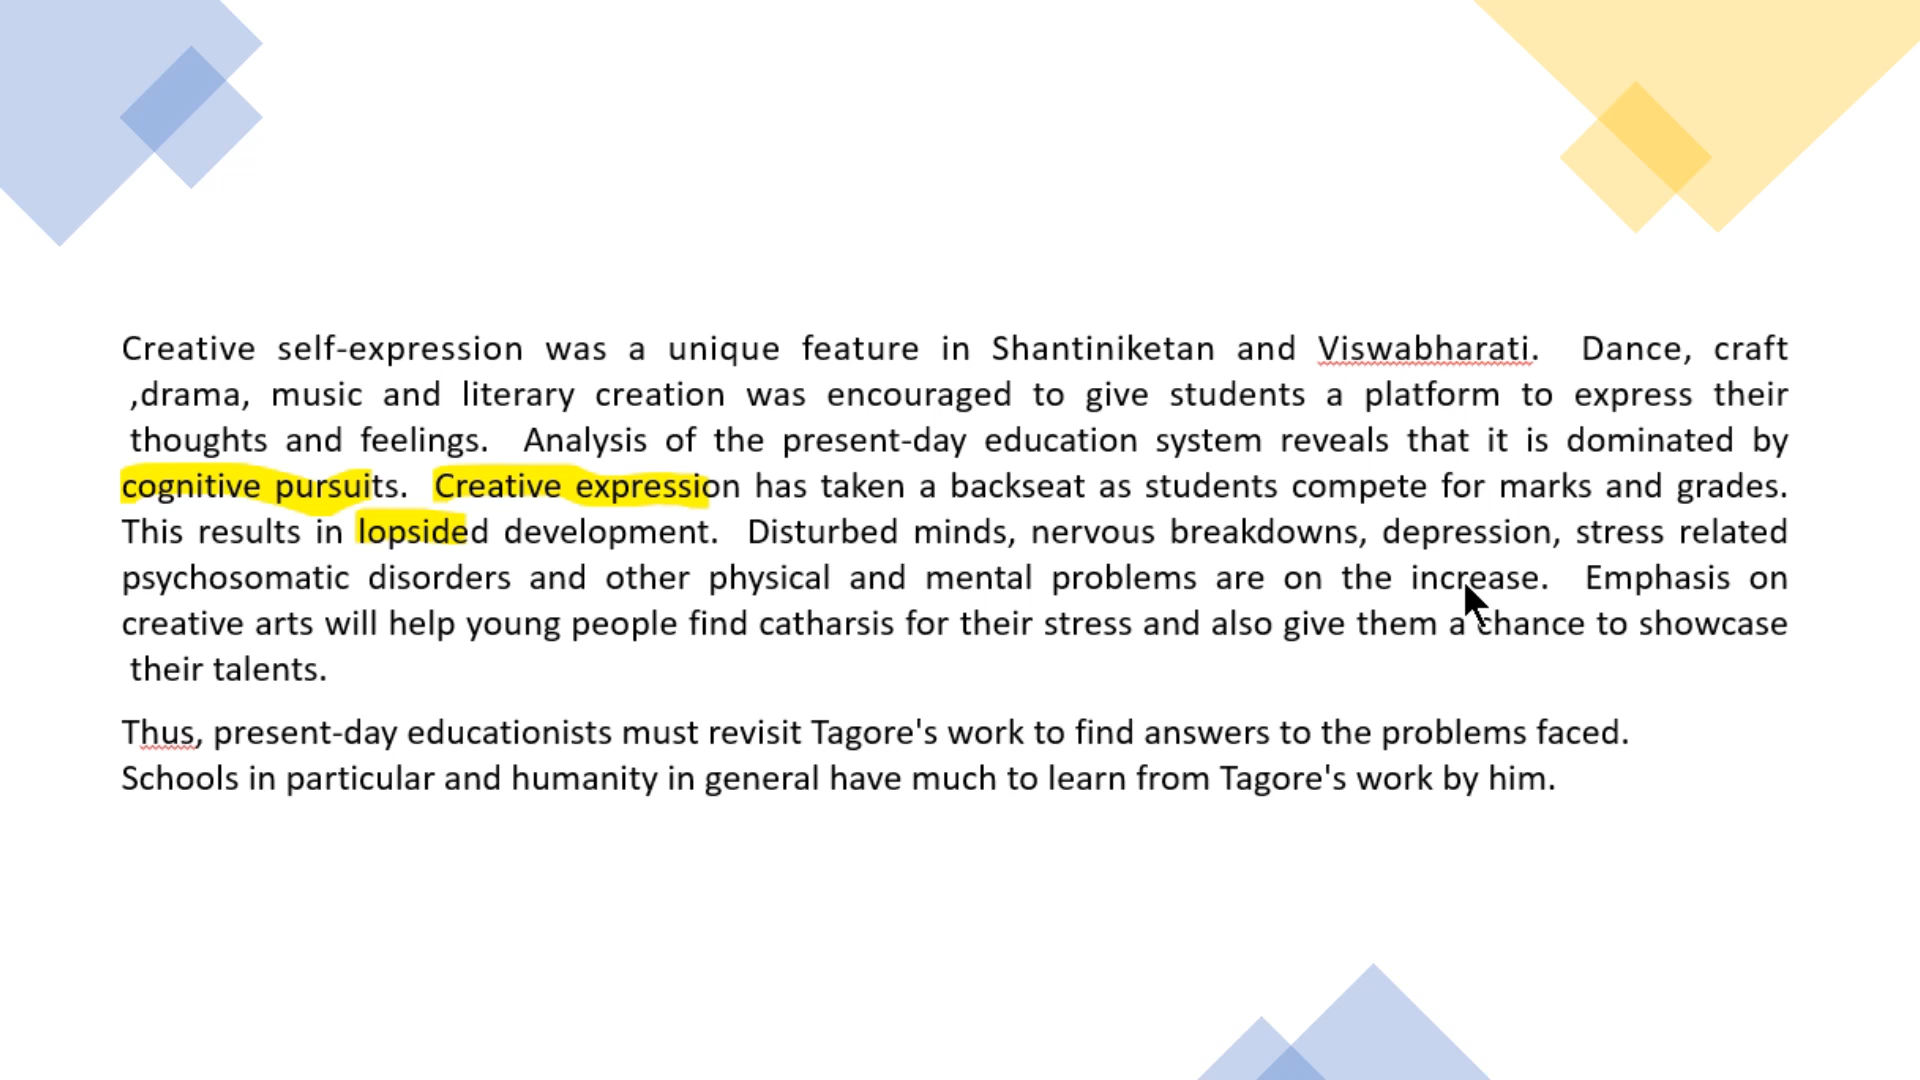 Creative self-expression was a unique feature in Shantiniketan and Viswabharati. Dance, craft
,drama, music and literary creation was encouraged to give students a platform to express their
thoughts and feelings. Analysis of the present-day education system reveals that it is dominated by
cognitive pursuits. Creative expression has taken a backseat as students compete for marks and grades.
This results in lopsided development. Disturbed minds, nervous breakdowns, depression, stress related
psychosomatic disorders and other physical and mental problems are on the increase. Emphasis on
creative arts will help young people find catharsis for their stress and also give them a chance to showcase
their talents.
Thus, present-day educationists must revisit Tagore's work to find answers to the problems faced.
Schools in particular and humanity in general have much to learn from Tagore's work by him.